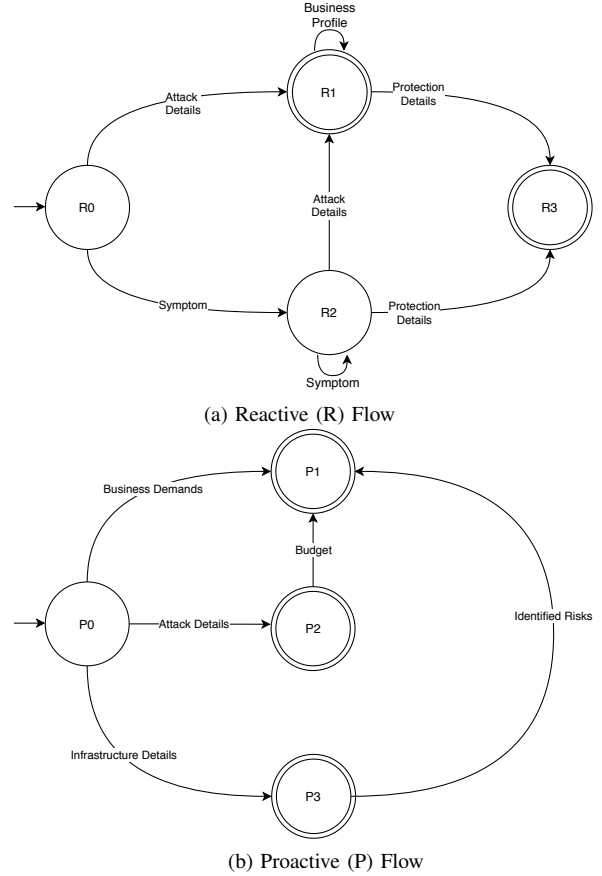 Business
Profile
R1
Protection
Details
Attack
Details
R0
Attack
Details
R3
Symptom
R2
Protection
Details
Symptom
(a) Reactive (R) Flow
P1
Business Demands
Budget
P0
Attack Details
P2
Identified Risks
Infrastructure Details
P3
(b) Proactive (P) Flow